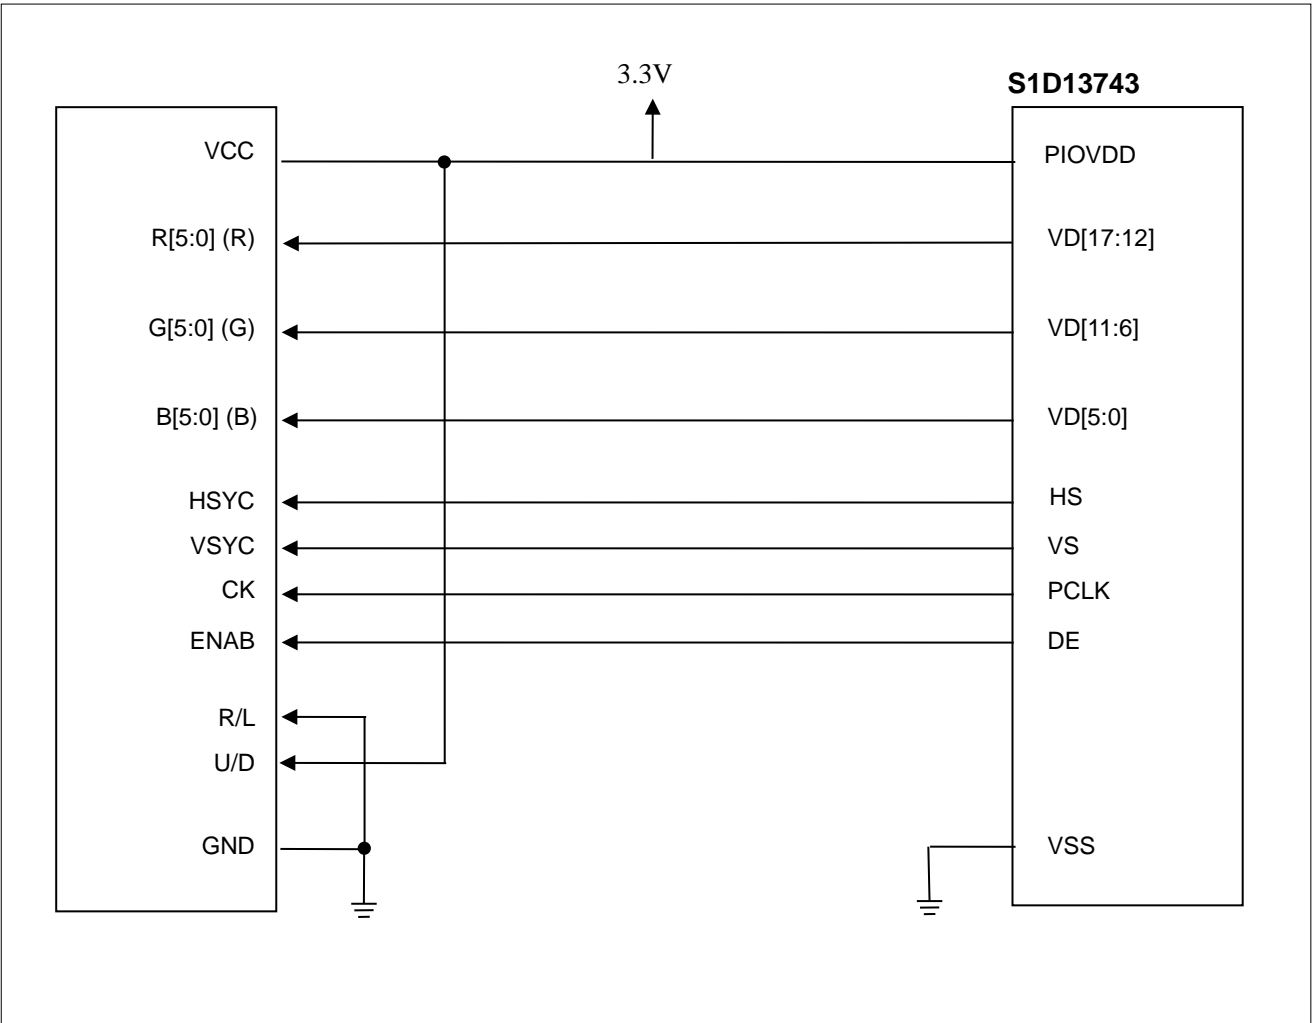 3.3V
S1D13743
VCC PIOVDD
R[5:0] (R) VD[17:12]
G[5:0] (G) VD[11:6]
B[5:0] (B) VD[5:0]
HSYC HS
VSYC VS
CK PCLK
ENAB DE
R/L
U/D
GND VSS